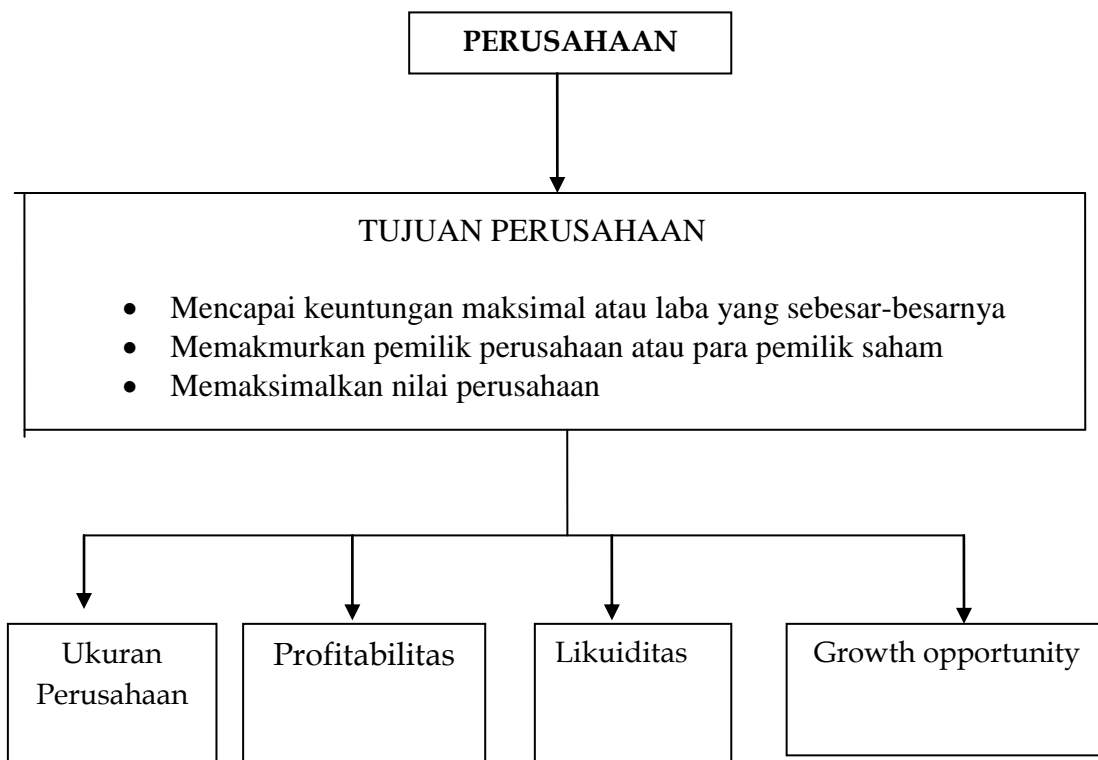 PERUSAHAAN
TUJUAN PERUSAHAAN
• Mencapai keuntungan maksimal atau laba yang sebesar-besarnya
• Memakmurkan pemilik perusahaan atau para pemilik saham
• Memaksimalkan nilai perusahaan
Ukuran
Perusahaan
Profitabilitas
Likuiditas
Growth opportunity